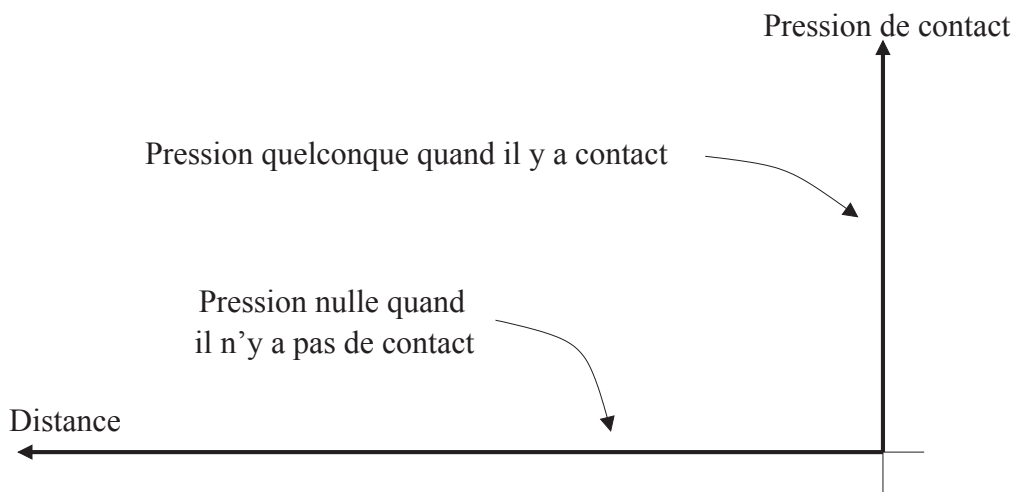 Pression de contact
Pression quelconque quand il y a contact
Pression nulle quand
il n’y a pas de contact
Distance